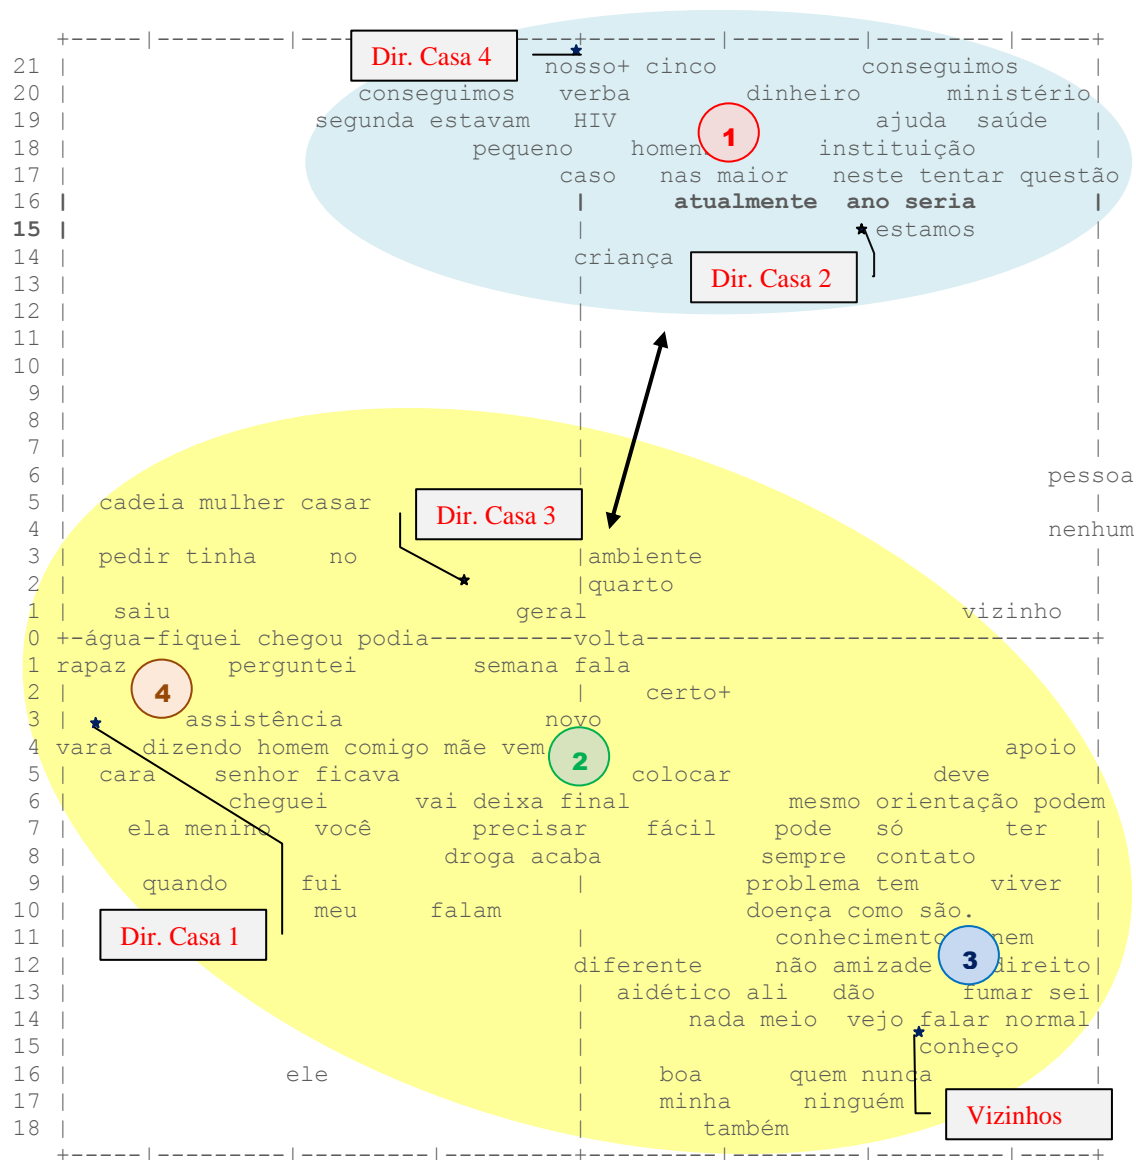 +-----|---------|---------+---------|---------|---------|-----+
Dir. Casa 4
21 | nosso+ cinco conseguimos
20 | conseguimos verba dinheiro ministério|
19 | segunda estavam HIV ajuda saúde |
1
18 | pequeno instituição |
17 | caso nas maior neste tentar questão
16 | | atualmente ano seria |
15 | | estamos
14 | criança |
Dir. Casa 2
13 | | |
12 | | |
11 | | |
10 | | |
9 | | |
8 | | |
7 | | |
6 | | pessoa
5 | cadeia mulher casar |
Dir. Casa 3
4 | | nenhum
3 | pedir tinha no |ambiente |
2 | |quarto |
1 | saiu geral vizinho |
0 +-água-fiquei chegou podia----------volta-------------------------------+
1 rapaz perguntei semana fala |
2 | | certo+ |
4
3 | assistência novo |
4 vara dizendo homem comigo mãe vem apoio |
2
5 | cara senhor ficava colocar deve |
6 | cheguei vai deixa final mesmo orientação podem
7 | ela menino você precisar fácil pode só ter |
8 | droga acaba sempre contato |
9 | quando fui | problema tem viver |
10 | meu falam doença como são. |
Dir. Casa 1
11 | | conhecimento nem |
3
12 | diferente não amizade direito|
13 | | aidético ali dão fumar sei|
14 | | nada meio vejo falar normal|
15 | | conheço |
16 | ele | boa quem nunca |
17 | | minha ninguém |
Vizinhos
18 | | também |
+-----|---------|---------+---------|---------|---------|-----+